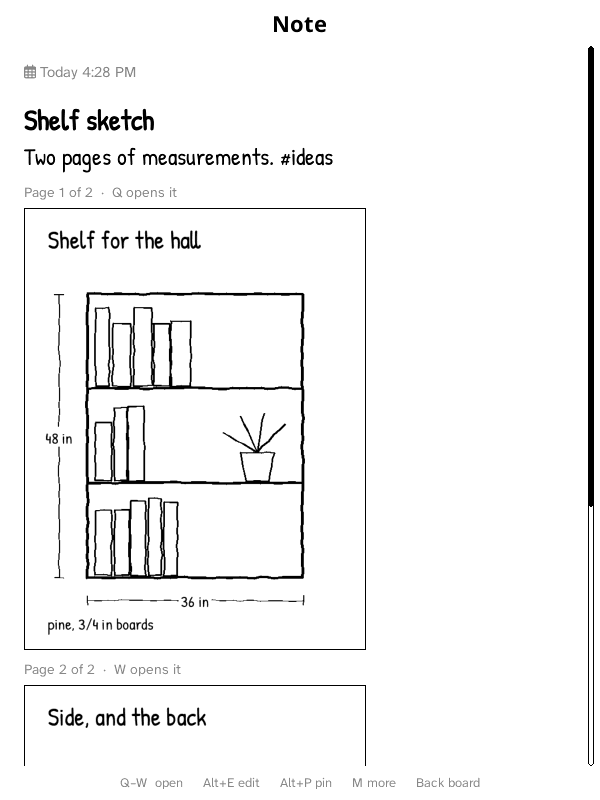 Note
Today 4:28 PM
Shelf sketch
Two pages of measurements. #ideas
Page 1 of 2 · Q opens it
Shelf for the hall
48 in
36 in
pine, 3/4 in boards
Page 2 of 2 · W opens it
Side, and the back
Q–W open Alt+E edit Alt+P pin M more Back board